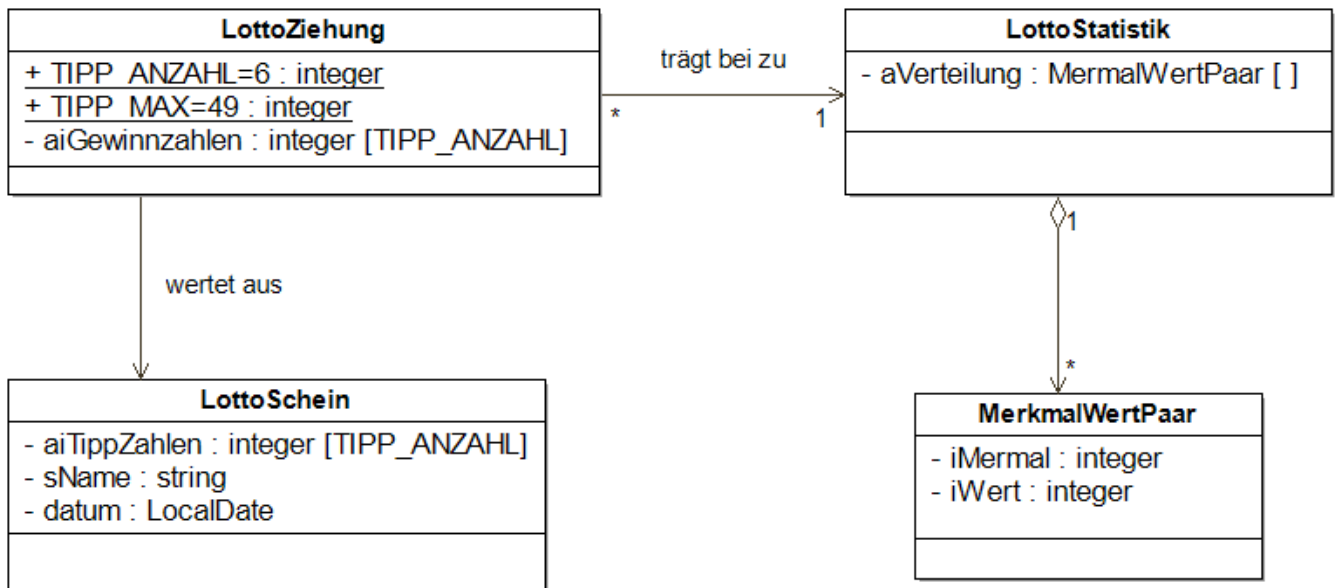 LottoZiehung
+ TIPP_ANZAHL=6 : integer
+ TIPP_MAX=49 : integer
- aiGewinnzahlen : integer [TIPP_ANZAHL]
trägt bei zu
*
1
LottoStatistik
- aVerteilung : MermalWertPaar [ ]
1
*
wertet aus
LottoSchein
- aiTippZahlen : integer [TIPP_ANZAHL]
- sName : string
- datum : LocalDate
MerkmalWertPaar
- iMermal : integer
- iWert : integer